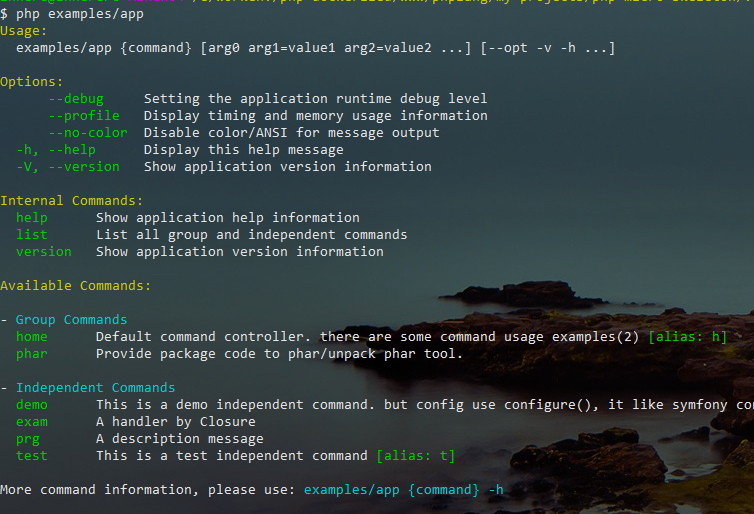 $ php examples/app
Usage:
examples/app {command} [arg0 arg1=value1 arg2=value2 ...] [--opt -v -h ...]
Options:
--debug Setting the application runtime debug level
--profile Display timing and memory usage information
--no-color Disable color/ANSI for message output
-h, --help Display this help message
-V, --version Show application version information
Internal Commands:
help Show application help information
list List all group and independent commands
version Show application version information
Available Commands:
- Group Commands
home Default command controller. there are some command usage examples(2) [alias: h]
phar Provide package code to phar/unpack phar tool.
- Independent Commands
demo This is a demo independent command. but config use configure(), it like symfony
exam A handler by Closure
prg A description message
test This is a test independent command [alias: t]
More command information, please use: examples/app {command} -h